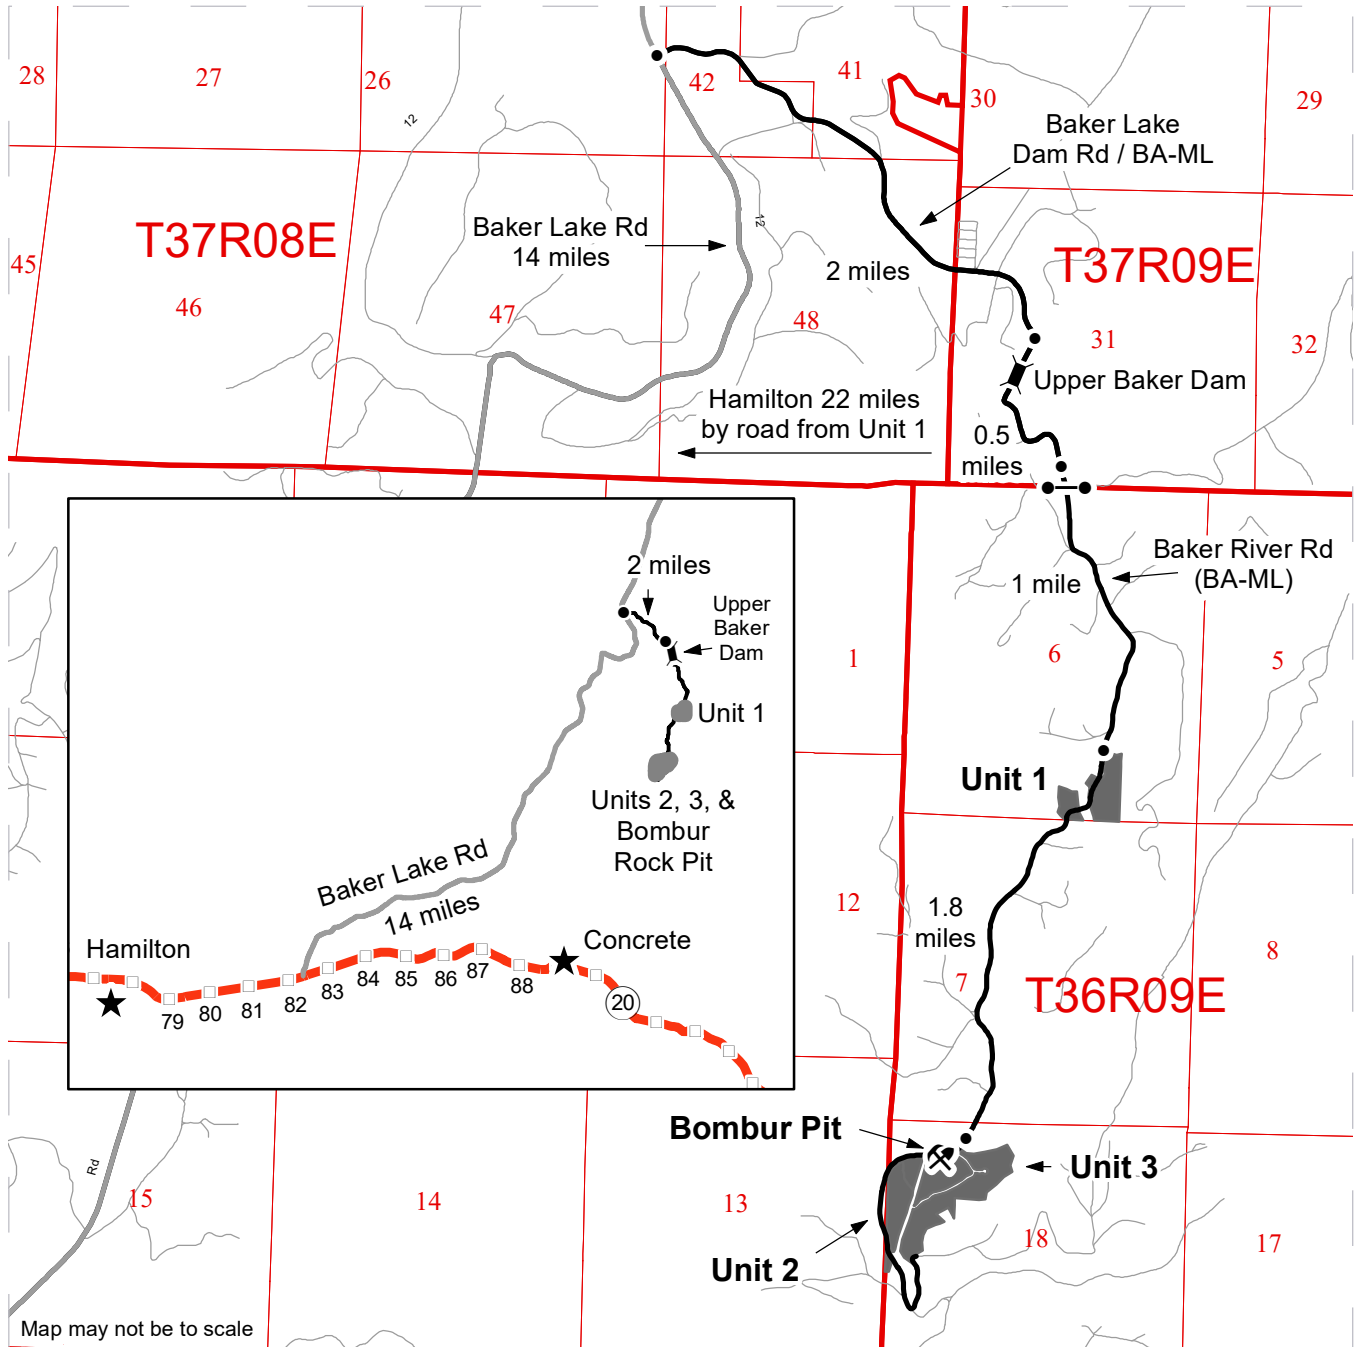 28
27
26
42
41
30
29
12
Baker Lake
Dam Rd / BA-ML
T37R08E
Baker Lake Rd
14 miles
12
2 miles
T37R09E
45
46
47
48
31
32
Upper Baker Dam
Hamilton 22 miles
by road from Unit 1
0.5
miles
Baker River Rd
(BA-ML)
1 mile
2 miles
Upper
Baker
Dam
Unit 1
Units 2, 3, &
Bombur
Rock Pit
Baker Lake Rd
14 miles
Hamilton
Concrete
79
80
81
82
83
84
85
86
87
88
20
1
6
5
Unit 1
12
1.8
miles
7
8
T36R09E
Bombur Pit
Unit 3
Rd
15
14
13
18
17
Unit 2
Map may not be to scale